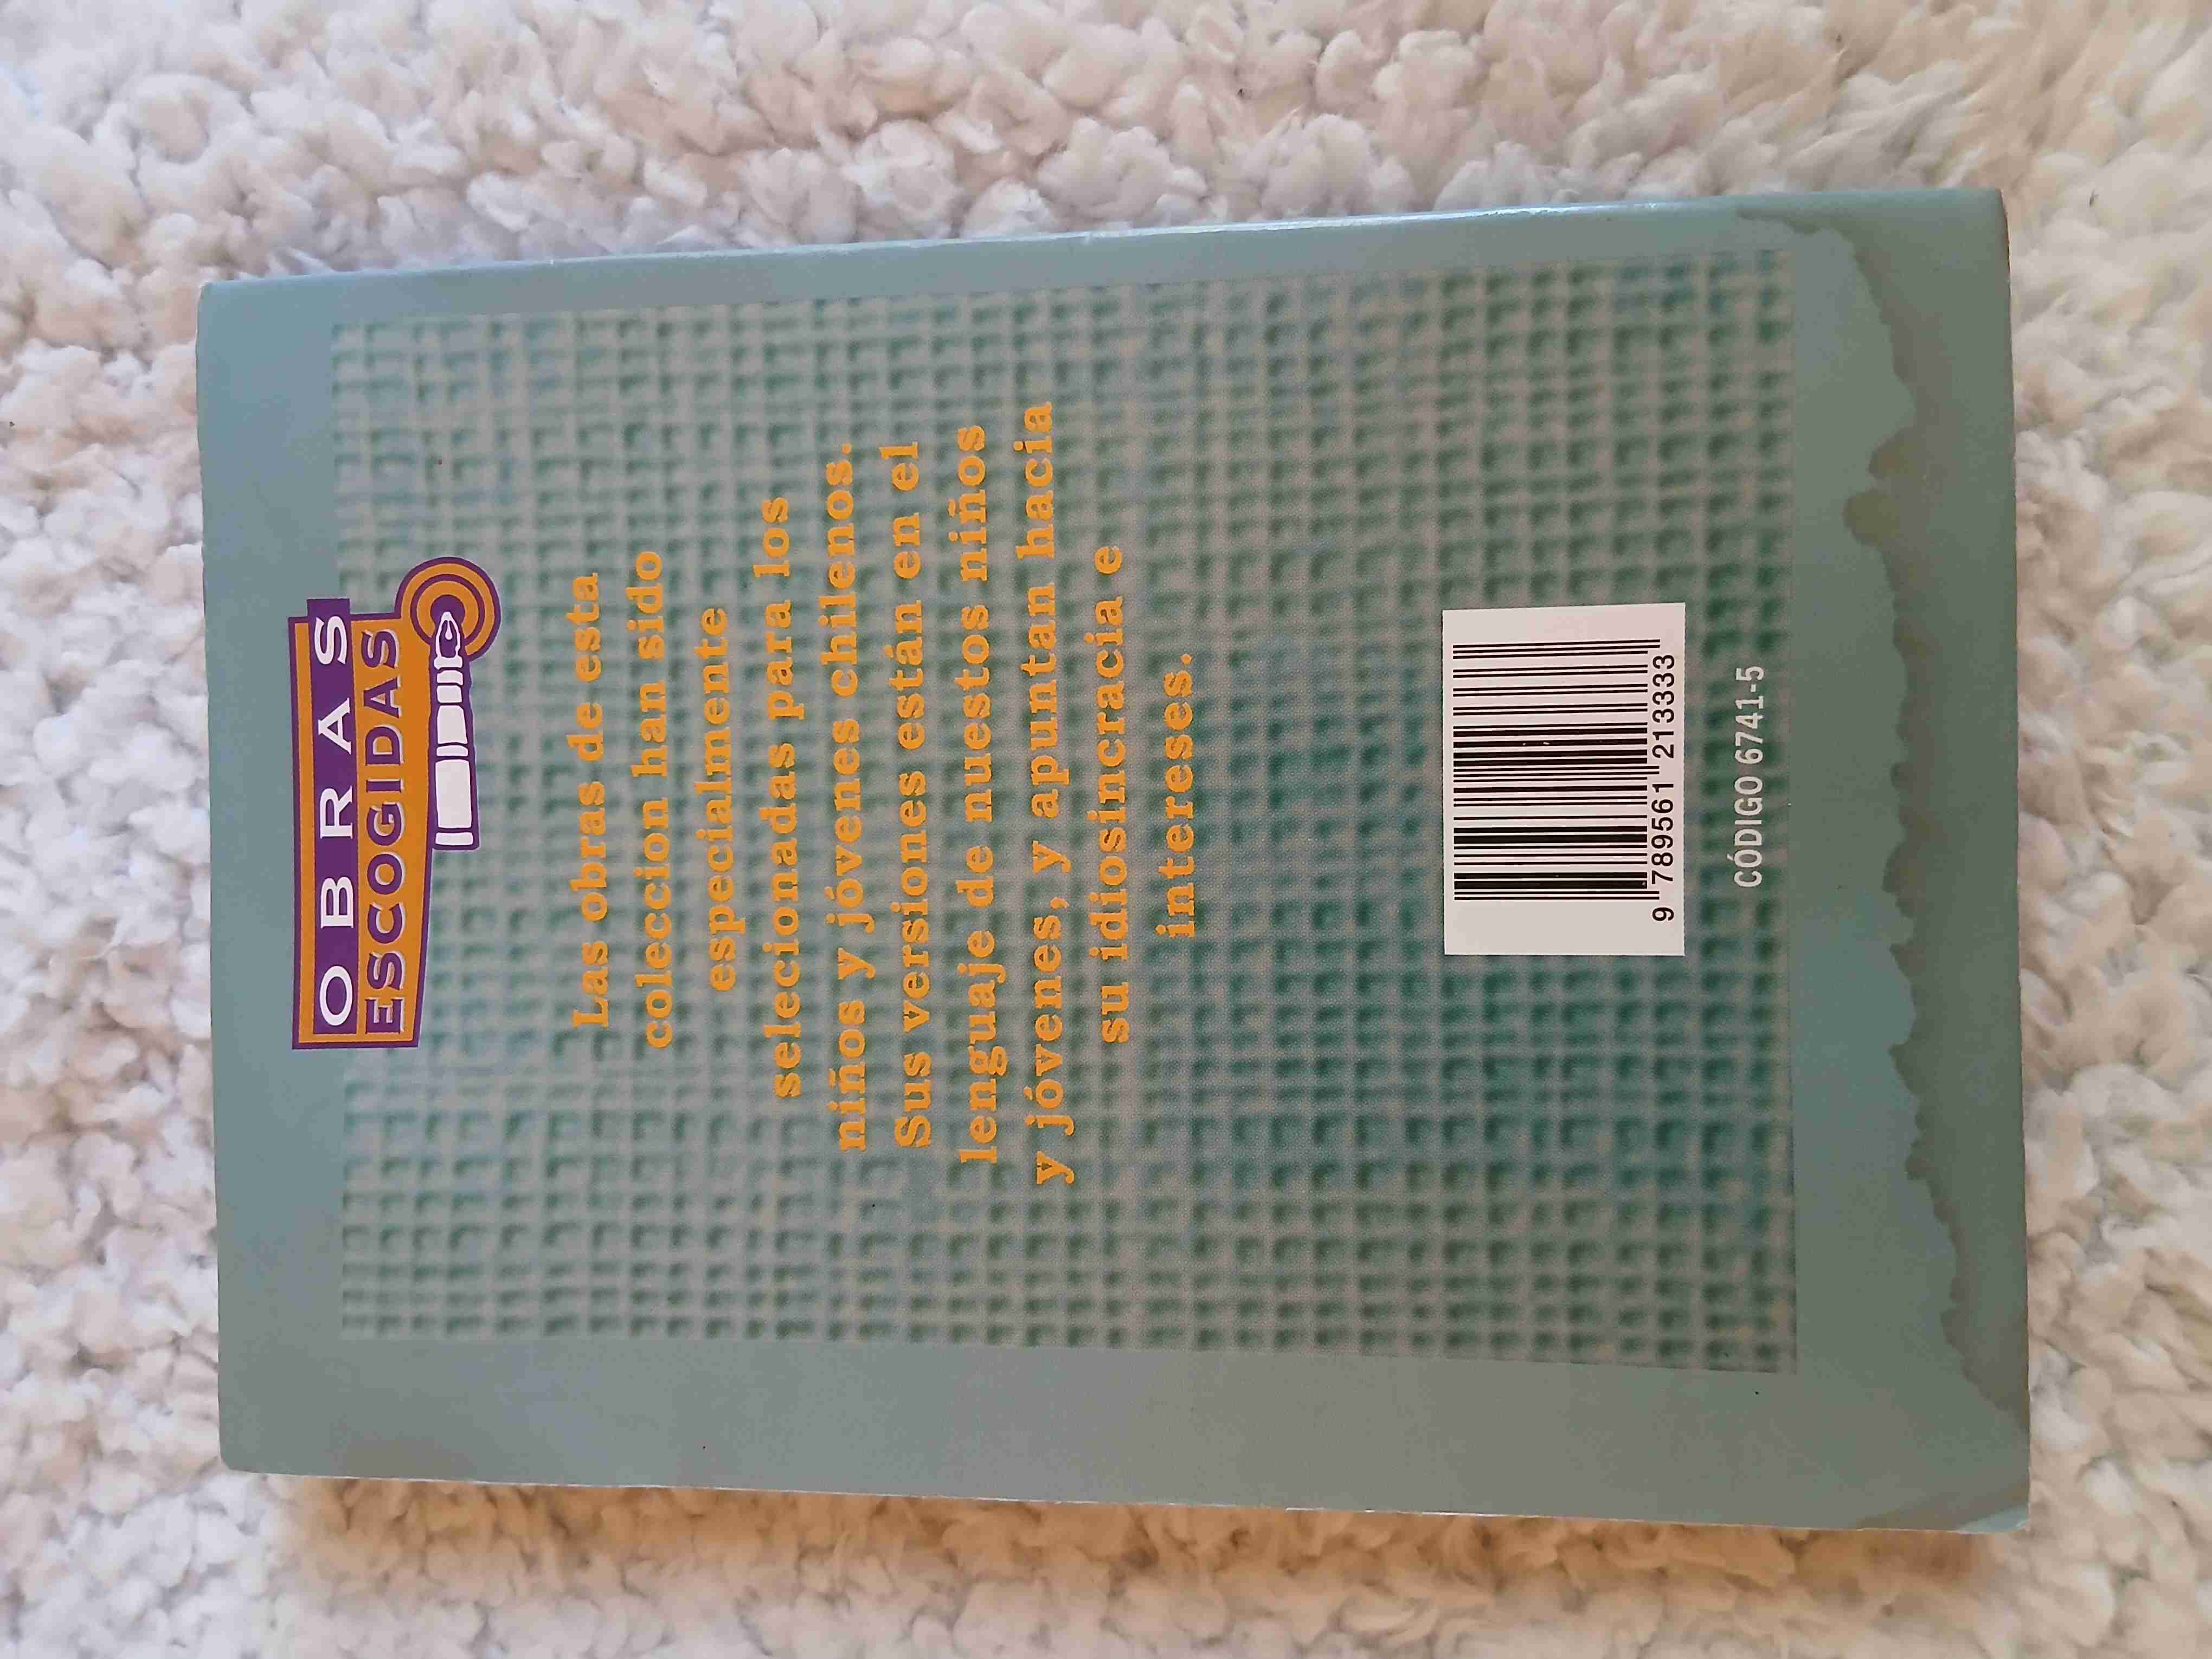 OBRAS
ESCOGIDAS
Las obras de esta
coleccion han sido
especialmente
seleccionadas para los
niños y jóvenes chilenos.
Sus versiones están en el
lenguaje de nuestos niños
y jóvenes, y apuntan hacia
su idiosincracia e
intereses.
9 789561 213333
CÓDIGO 6741-5